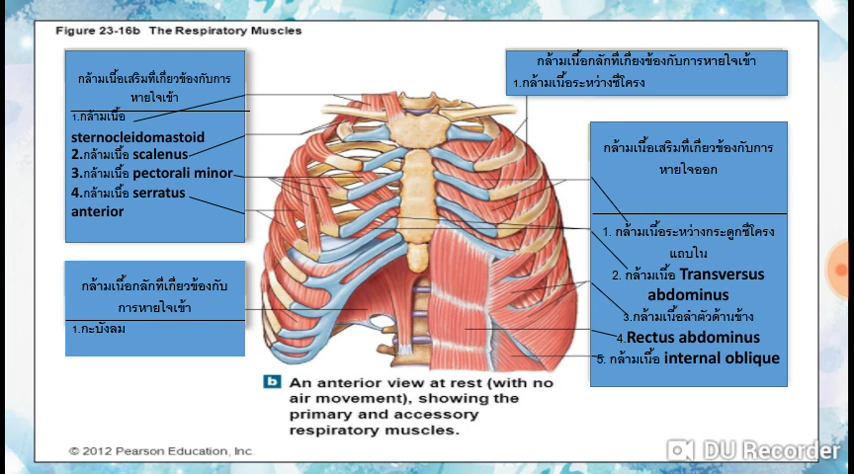 Figure 23-16b The Respiratory Muscles
กล้ามเนื้อเสริมที่เกี่ยวข้องกับการ
หายใจเข้า
1.กล้ามเนื้อ
sternocleidomastoid
2.กล้ามเนื้อ scalenus
3.กล้ามเนื้อ pectorali minor
4.กล้ามเนื้อ serratus
anterior
กล้ามเนื้อกลักที่เกี่ยวข้องกับ
การหายใจเข้า
1.กะบังลม
กล้ามเนื้อกลักที่เกี่ยงข้องกับการหายใจเข้า
1.กล้ามเนื้อระหว่างซี่โครง
กล้ามเนื้อเสริมที่เกี่ยวข้องกับการ
หายใจออก
1. กล้ามเนื้อระหว่างกระดูกซี่โครง
แถบใน
2. กล้ามเนื้อ Transversus
abdominus
3.กล้ามเนื้อลำตัวด้านข้าง
4.Rectus abdominus
5. กล้ามเนื้อ internal oblique
b An anterior view at rest (with no
air movement), showing the
primary and accessory
respiratory muscles.
© 2012 Pearson Education, Inc.
DU Recorder